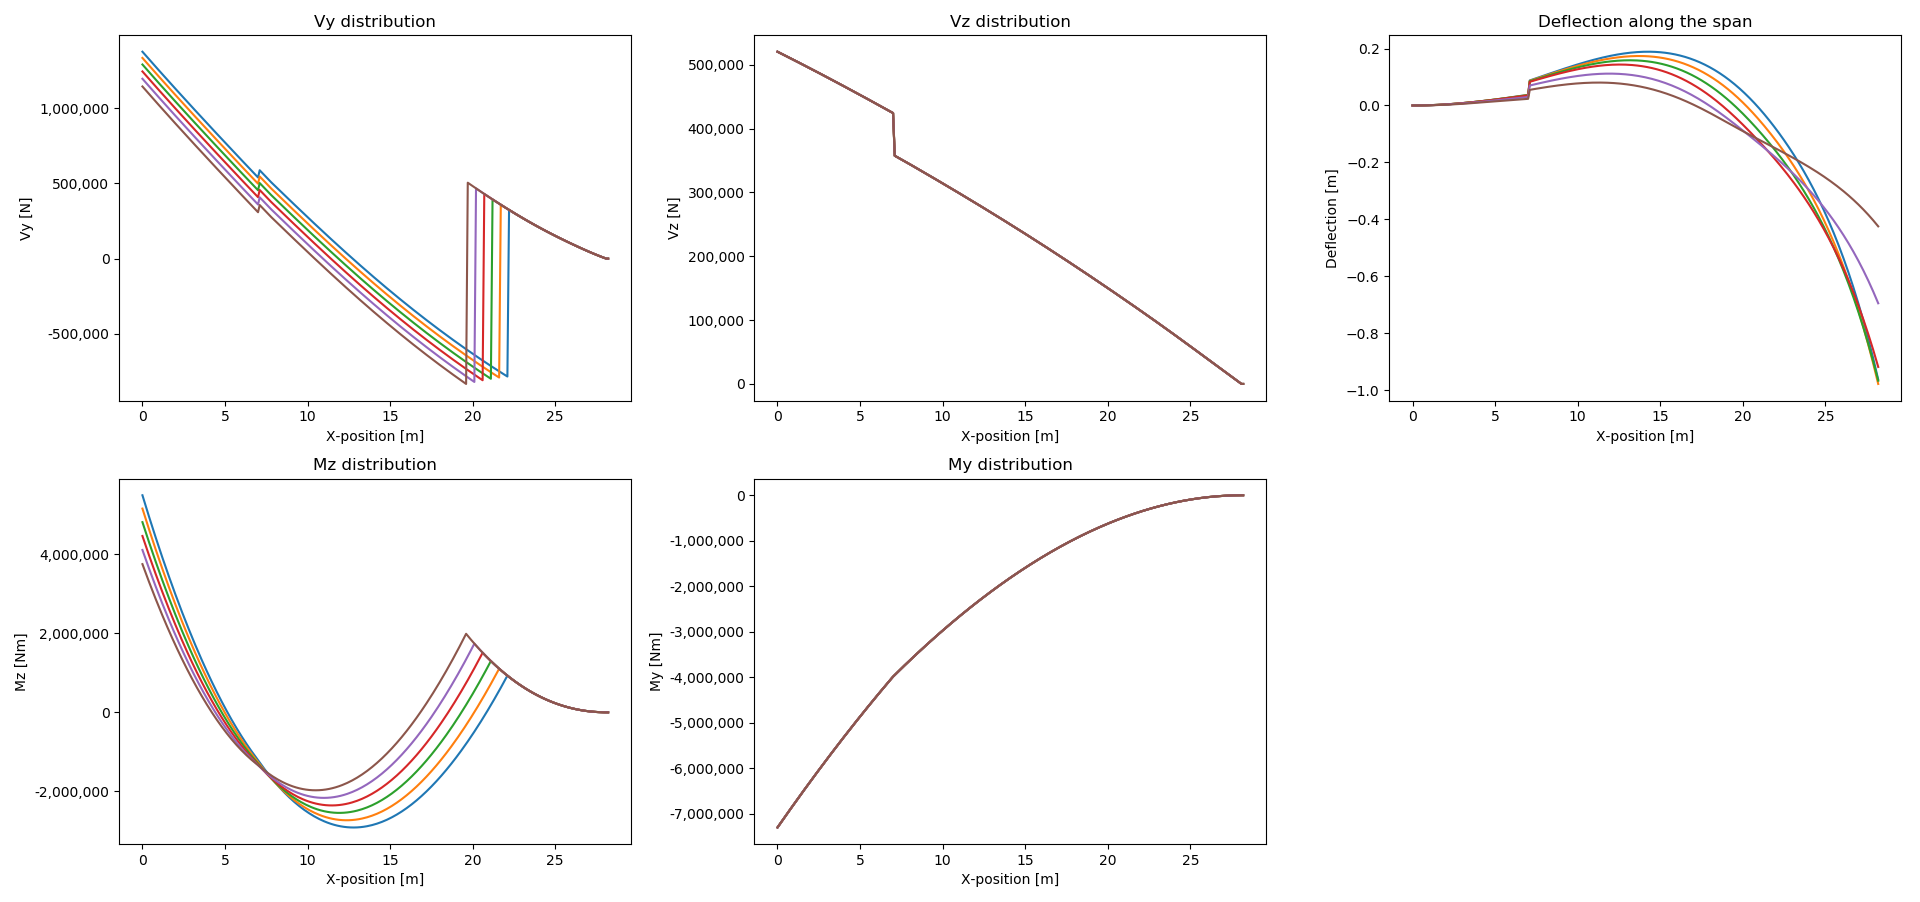 Vy distribution
Vy [N]
1,000,000
500,000
0
-500,000
0 5 10 15 20 25
X-position [m]
Vz distribution
Vz [N]
500,000
400,000
300,000
200,000
100,000
0
0 5 10 15 20 25
X-position [m]
Deflection along the span
Deflection [m]
0.2
0.0
−0.2
−0.4
−0.6
−0.8
−1.0
0 5 10 15 20 25
X-position [m]
Mz distribution
Mz [Nm]
4,000,000
2,000,000
0
-2,000,000
0 5 10 15 20 25
X-position [m]
My distribution
My [Nm]
0
-1,000,000
-2,000,000
-3,000,000
-4,000,000
-5,000,000
-6,000,000
-7,000,000
0 5 10 15 20 25
X-position [m]